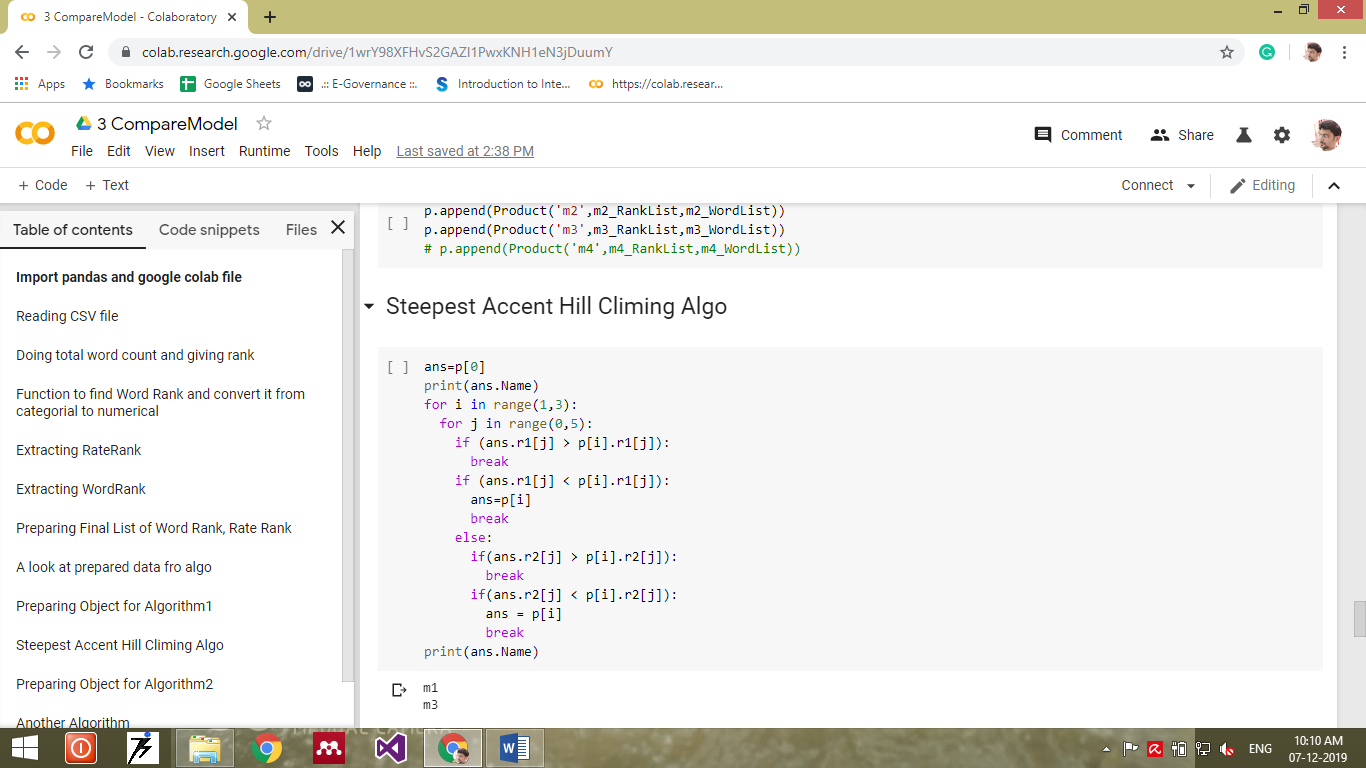 3 CompareModel - Colaboratory
colab.research.google.com/drive/1wrY98XFHvS2GAZI1PwxKNH1eN3jDuumY
Apps Bookmarks Google Sheets .:: E-Governance ::. Introduction to Inte... https://colab.resear...
3 CompareModel
Comment Share
File Edit View Insert Runtime Tools Help Last saved at 2:38 PM
+ Code + Text Connect Editing
Table of contents Code snippets Files
Import pandas and google colab file
Reading CSV file
Doing total word count and giving rank
Function to find Word Rank and convert it from
categorial to numerical
Extracting RateRank
Extracting WordRank
Preparing Final List of Word Rank, Rate Rank
A look at prepared data fro algo
Preparing Object for Algorithm1
Steepest Accent Hill Climing Algo
Preparing Object for Algorithm2
Another Algorithm
p.append(Product('m2',m2_RankList,m2_WordList))
[ ] p.append(Product('m3',m3_RankList,m3_WordList))
# p.append(Product('m4',m4_RankList,m4_WordList))
Steepest Accent Hill Climing Algo
[ ] ans=p[0]
print(ans.Name)
for i in range(1,3):
for j in range(0,5):
if (ans.r1[j] > p[i].r1[j]):
break
if (ans.r1[j] < p[i].r1[j]):
ans=p[i]
break
else:
if(ans.r2[j] > p[i].r2[j]):
break
if(ans.r2[j] < p[i].r2[j]):
ans = p[i]
break
print(ans.Name)
m1
m3
ENG
10:10 AM
07-12-2019